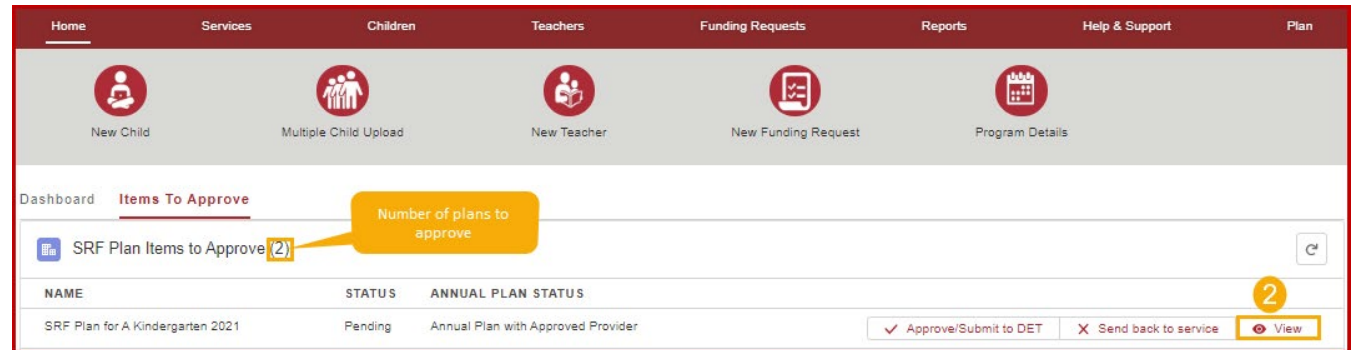 Home Services Children Teachers Funding Requests Reports Help & Support Plan
New Child Multiple Child Upload New Teacher New Funding Request Program Details
Dashboard Items To Approve
Number of plans to
approve
SRF Plan Items to Approve (2)
2
NAME STATUS ANNUAL PLAN STATUS
SRF Plan for A Kindergarten 2021 Pending Annual Plan with Approved Provider Approve/Submit to DET Send back to service View